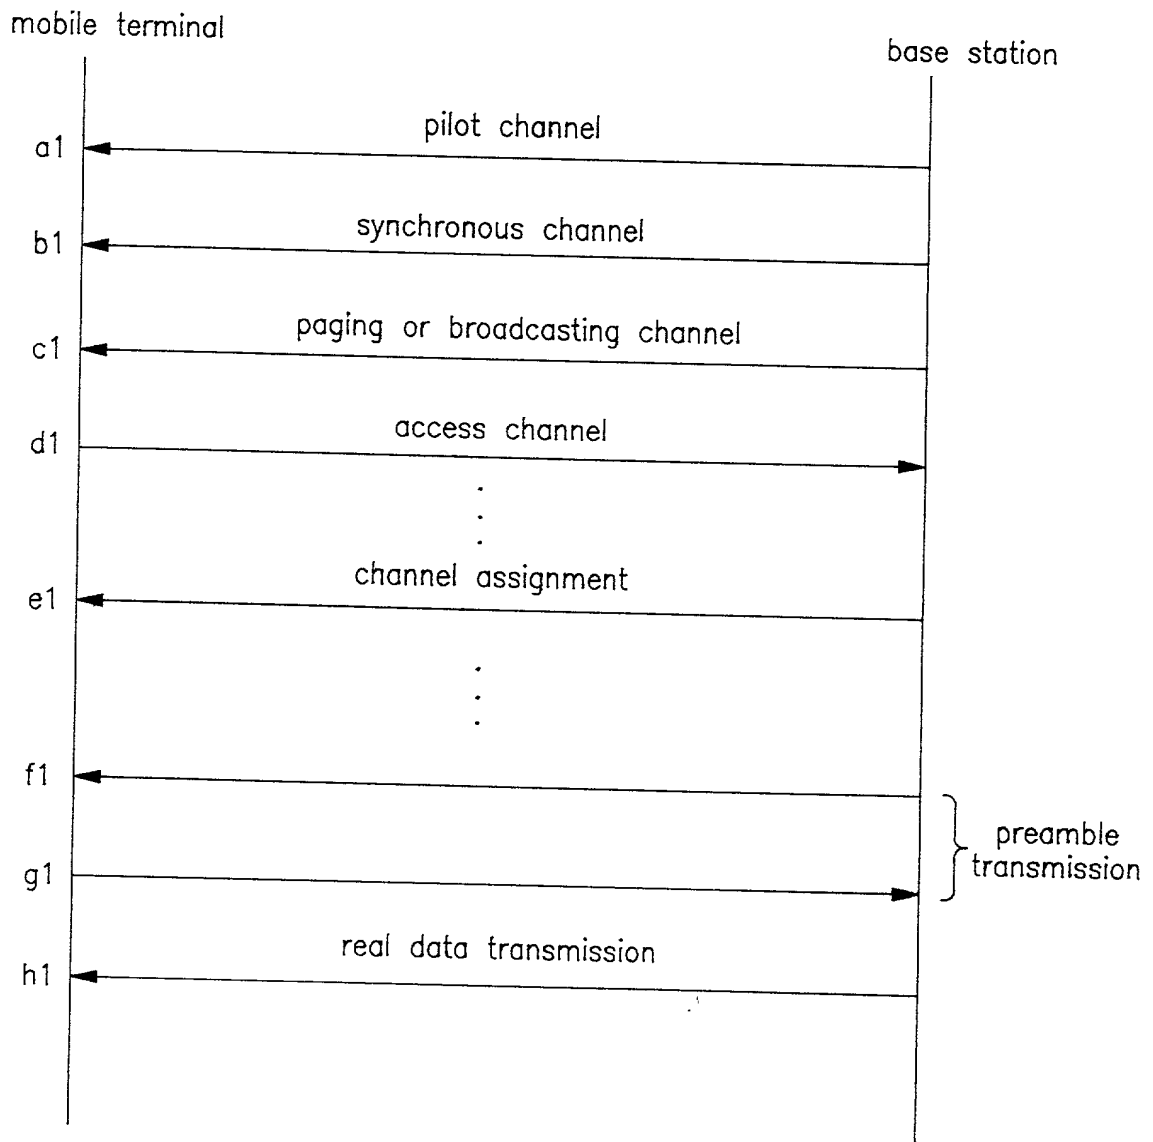 mobile terminal
base station
pilot channel
a1
synchronous channel
b1
paging or broadcasting channel
c1
access channel
d1
channel assignment
e1
f1
preamble
transmission
g1
real data transmission
h1